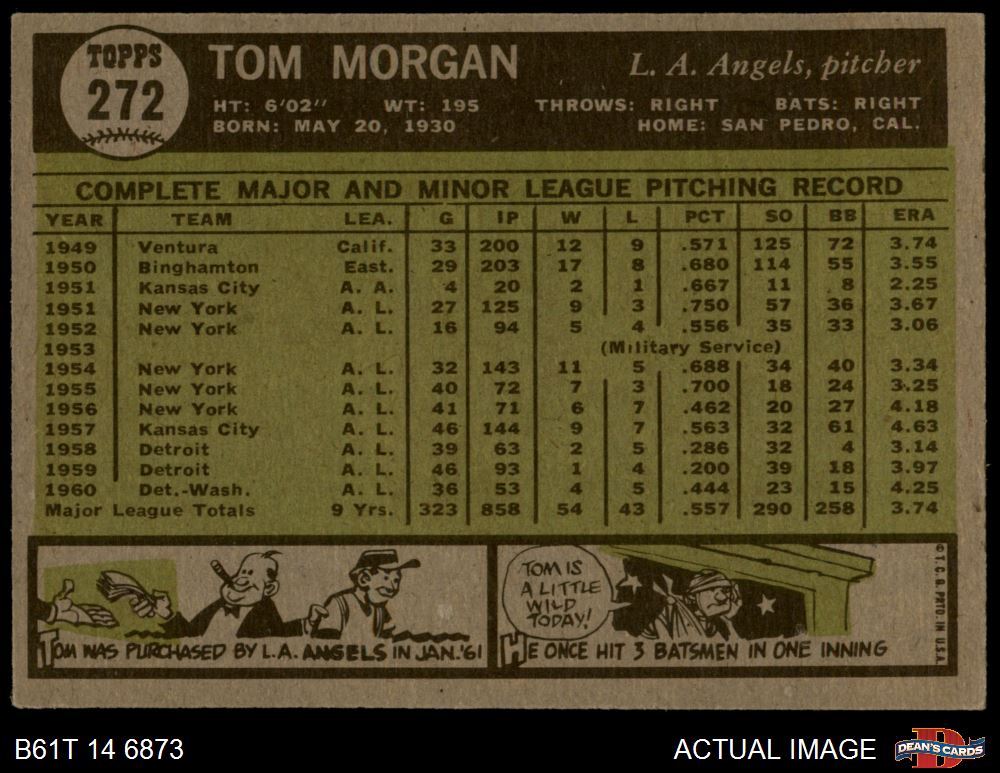 TOPPS
272
TOM MORGAN
L. A. Angels, pitcher
HT: 6'02" WT: 195 THROWS: RIGHT BATS: RIGHT
BORN: MAY 20, 1930 HOME: SAN PEDRO, CAL.
COMPLETE MAJOR AND MINOR LEAGUE PITCHING RECORD
YEAR TEAM LEA. G IP W L PCT SO BB ERA
1949 Ventura Calif. 33 200 12 9 .571 125 72 3.74
1950 Binghamton East. 29 203 17 8 .680 114 55 3.55
1951 Kansas City A. A. 4 20 2 1 .667 11 8 2.25
1951 New York A. L. 27 125 9 3 .750 57 36 3.67
1952 New York A. L. 16 94 5 4 .556 35 33 3.06
1953 (Military Service)
1954 New York A. L. 32 143 11 5 .688 34 40 3.34
1955 New York A. L. 40 72 7 3 .700 18 24 3.25
1956 New York A. L. 41 71 6 7 .462 20 27 4.18
1957 Kansas City A. L. 46 144 9 7 .563 32 61 4.63
1958 Detroit A. L. 39 63 2 5 .286 32 4 3.14
1959 Detroit A. L. 46 93 1 4 .200 39 18 3.97
1960 Det.-Wash. A. L. 36 53 4 5 .444 23 15 4.25
Major League Totals 9 Yrs. 323 858 54 43 .557 290 258 3.74
TOM WAS PURCHASED BY L.A. ANGELS IN JAN. '61
TOM IS
A LITTLE
WILD
TODAY!
HE ONCE HIT 3 BATSMEN IN ONE INNING
© T. C. G. PRTD. IN U.S.A.
B61T 14 6873
ACTUAL IMAGE
D
DEAN'S CARDS